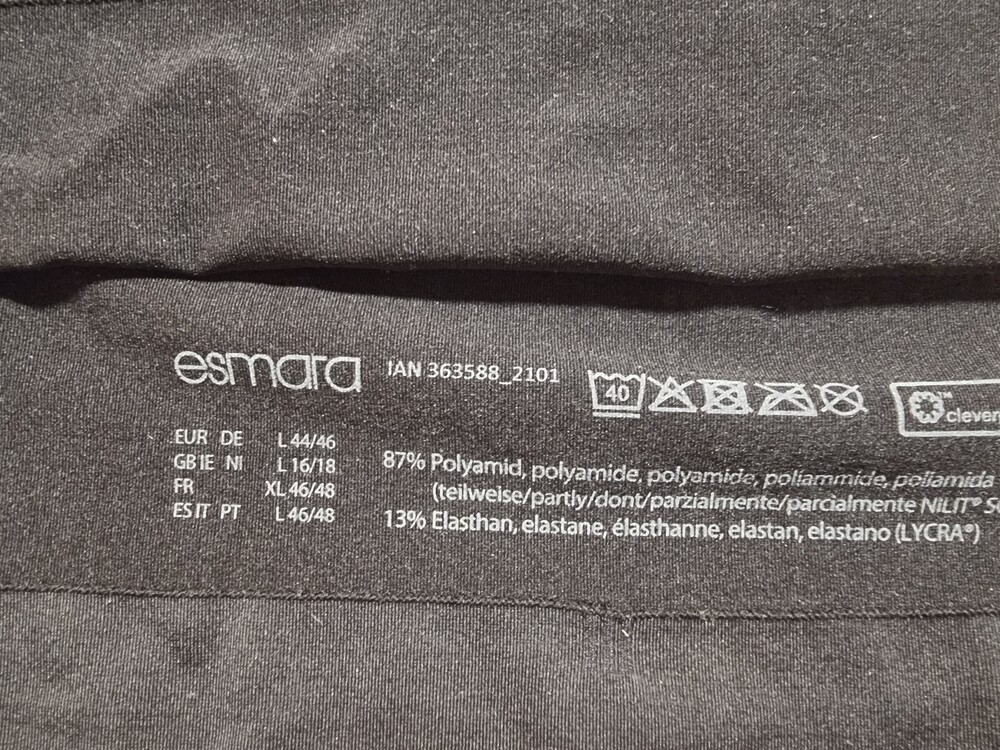 esmara IAN 363588_2101
40
™ clever
EUR DE L 44/46
GB IE NI L 16/18
FR XL 46/48
ES IT PT L 46/48
87% Polyamid, polyamide, polyamide, poliammide, poliamida
(teilweise/partly/dont/parzialmente/parcialmente NILIT®
13% Elasthan, elastane, élasthanne, elastan, elastano (LYCRA®)